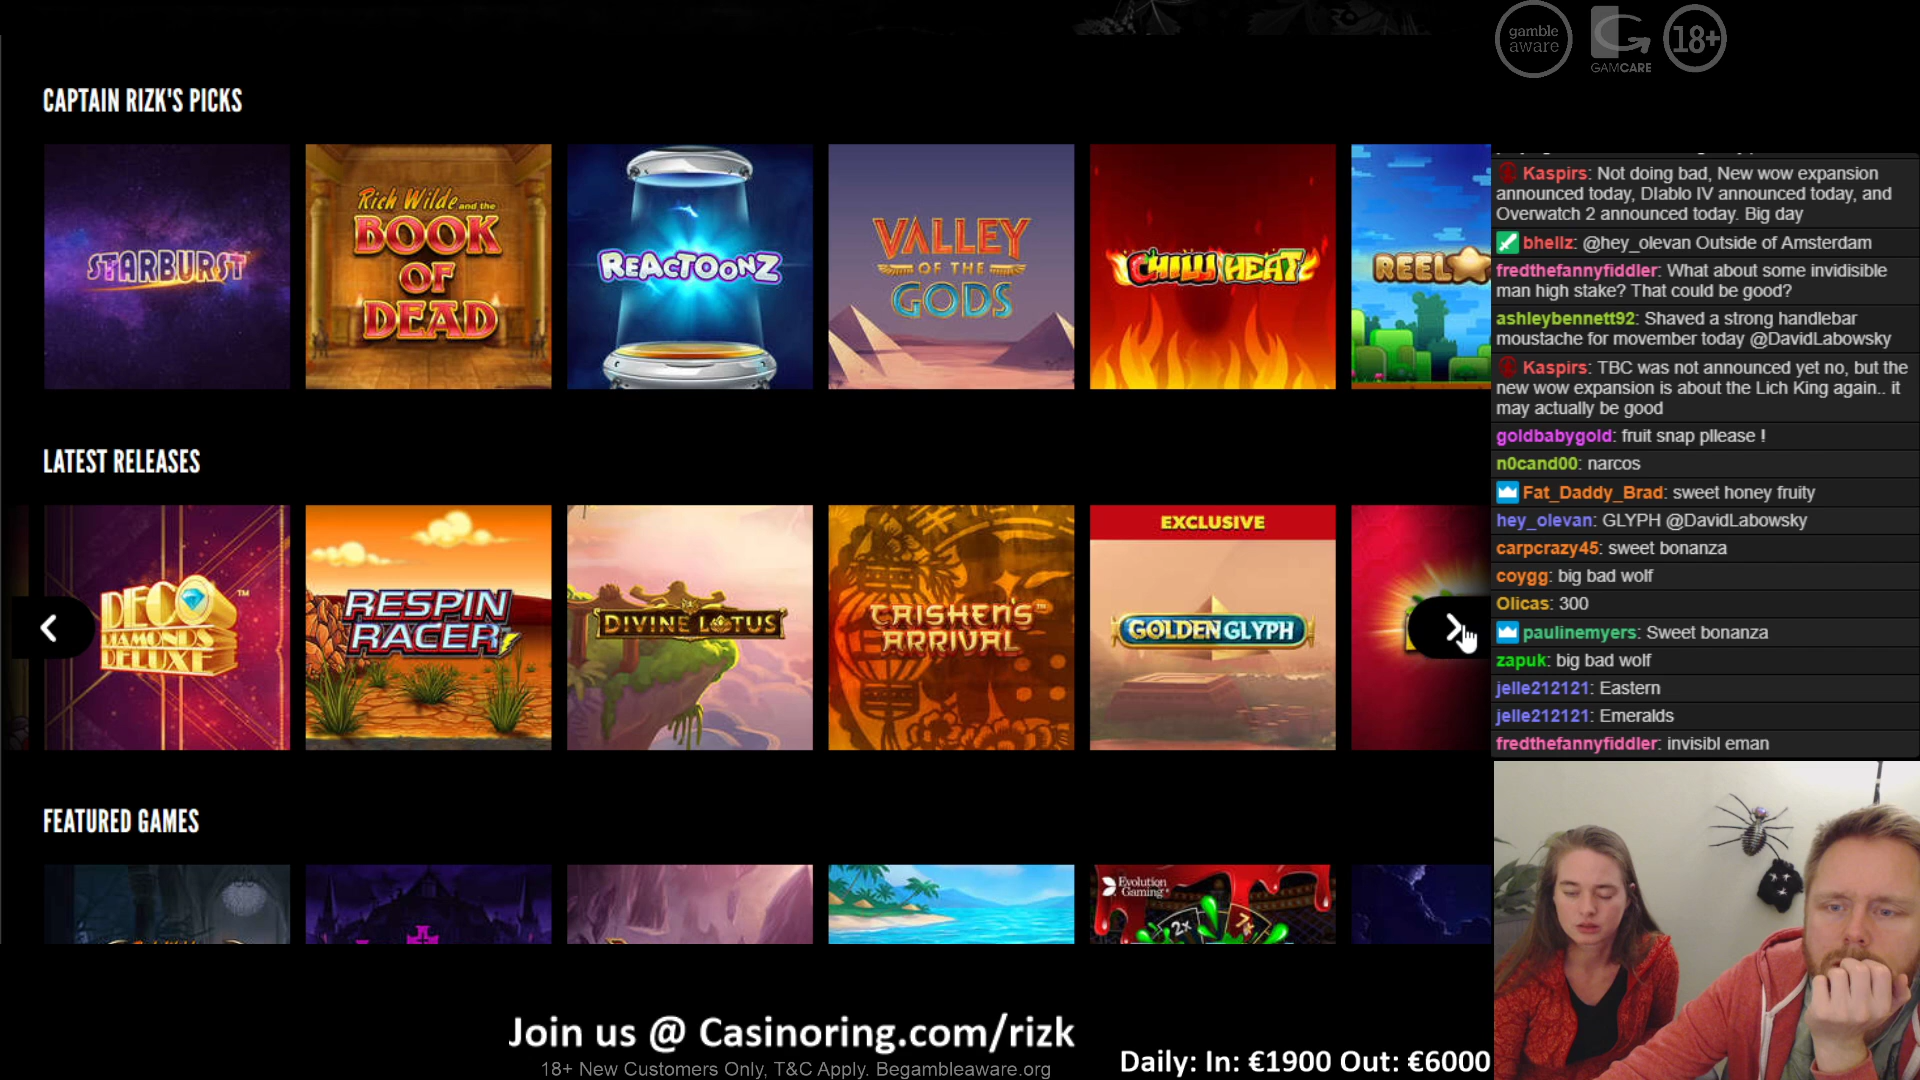 gamble
aware
GAMCARE
18+
CAPTAIN RIZK'S PICKS
STARBURST
Rich Wilde and the
BOOK
OF
DEAD
REACTOONZ
VALLEY
OF THE
GODS
CHILLI HEAT
REEL
LATEST RELEASES
DECO
DIAMONDS
DELUXE
™
RESPIN
RACER
DIVINE LOTUS
CAISHEN'S™
ARRIVAL
EXCLUSIVE
GOLDEN GLYPH
FEATURED GAMES
Evolution
Gaming
2x
7x
Kaspirs: Not doing bad, New wow expansion
announced today, DIablo IV announced today, and
Overwatch 2 announced today. Big day
bhellz: @hey_olevan Outside of Amsterdam
fredthefannyfiddler: What about some invidisible
man high stake? That could be good?
ashleybennett92: Shaved a strong handlebar
moustache for movember today @DavidLabowsky
Kaspirs: TBC was not announced yet no, but the
new wow expansion is about the Lich King again.. it
may actually be good
goldbabygold: fruit snap pllease !
n0cand00: narcos
Fat_Daddy_Brad: sweet honey fruity
hey_olevan: GLYPH @DavidLabowsky
carpcrazy45: sweet bonanza
coygg: big bad wolf
Olicas: 300
paulinemyers: Sweet bonanza
zapuk: big bad wolf
jelle212121: Eastern
jelle212121: Emeralds
fredthefannyfiddler: invisibl eman
Join us @ Casinoring.com/rizk
18+ New Customers Only, T&C Apply. Begambleaware.org
Daily: In: €1900 Out: €6000